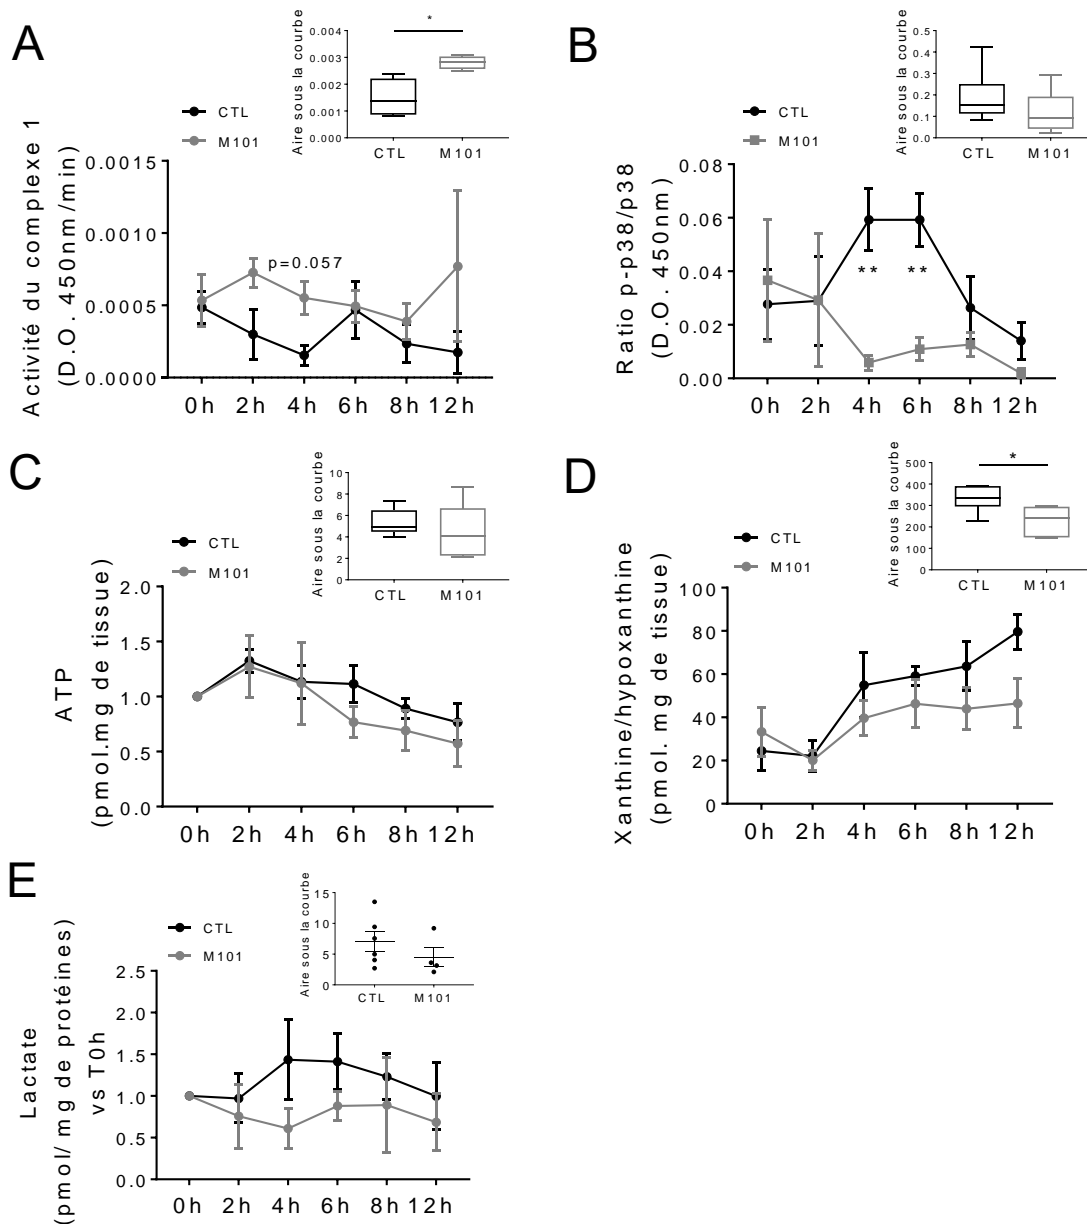 A
Aire sous la courbe
0.004
0.003
0.002
0.001
0.000
*
CTL
M101
CTL
M101
Activité du complexe 1
(D.O. 450nm/min)
0.0015
0.0010
0.0005
0.0000
p=0.057
0h 2h 4h 6h 8h 12h
B
Aire sous la courbe
0.5
0.4
0.3
0.2
0.1
0.0
CTL
M101
CTL
M101
Ratio p-p38/p38
(D.O. 450nm)
0.08
0.06
0.04
0.02
0.00
** **
0h 2h 4h 6h 8h 12h
C
Aire sous la courbe
10
8
6
4
2
0
CTL
M101
CTL
M101
ATP
(pmol.mg de tissue)
2.0
1.5
1.0
0.5
0.0
0h 2h 4h 6h 8h 12h
D
Aire sous la courbe
500
400
300
200
100
0
*
CTL
M101
CTL
M101
Xanthine/hypoxanthine
(pmol. mg de tissue)
100
80
60
40
20
0
0h 2h 4h 6h 8h 12h
E
Aire sous la courbe
15
10
5
0
CTL
M101
CTL
M101
Lactate
(pmol/ mg de protéines)
vs T0h
2.5
2.0
1.5
1.0
0.5
0.0
0h 2h 4h 6h 8h 12h